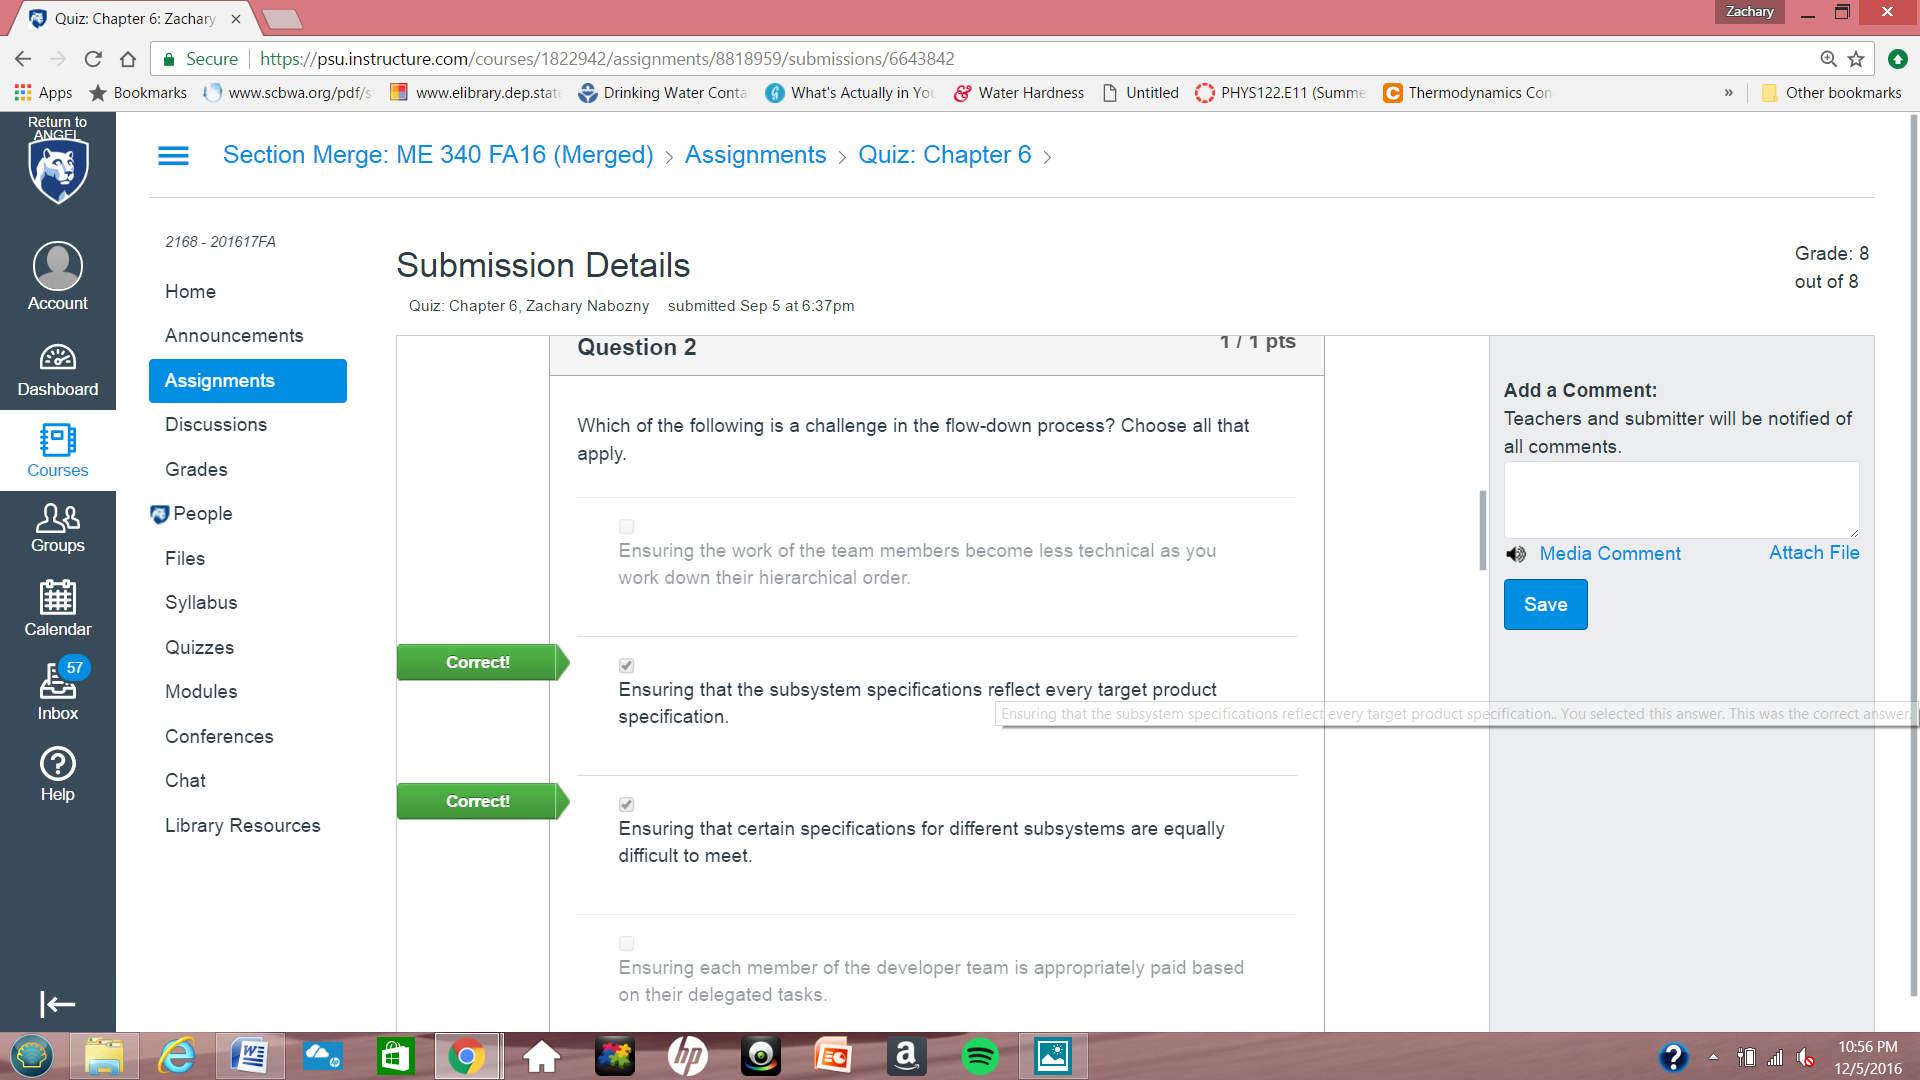 Quiz: Chapter 6: Zachary
Zachary
Secure
https://psu.instructure.com/courses/1822942/assignments/8818959/submissions/6643842
Apps
Bookmarks
www.scbwa.org/pdf/s
www.elibrary.dep.stat
Drinking Water Conta
What's Actually in You
Water Hardness
Untitled
PHYS122.E11 (Summe
Thermodynamics Con
»
Other bookmarks
Return to
ANGEL
Account
Dashboard
Courses
Groups
Calendar
57
Inbox
Help
Section Merge: ME 340 FA16 (Merged) > Assignments > Quiz: Chapter 6 >
2168 - 201617FA
Home
Announcements
Assignments
Discussions
Grades
People
Files
Syllabus
Quizzes
Modules
Conferences
Chat
Library Resources
Submission Details
Grade: 8
out of 8
Quiz: Chapter 6, Zachary Nabozny submitted Sep 5 at 6:37pm
Question 2
1 / 1 pts
Which of the following is a challenge in the flow-down process? Choose all that
apply.
Ensuring the work of the team members become less technical as you
work down their hierarchical order.
Correct!
Ensuring that the subsystem specifications reflect every target product
specification.
Ensuring that the subsystem specifications reflect every target product specification.. You selected this answer. This was the correct answer.
Correct!
Ensuring that certain specifications for different subsystems are equally
difficult to meet.
Ensuring each member of the developer team is appropriately paid based
on their delegated tasks.
Add a Comment:
Teachers and submitter will be notified of
all comments.
Media Comment
Attach File
Save
10:56 PM
12/5/2016